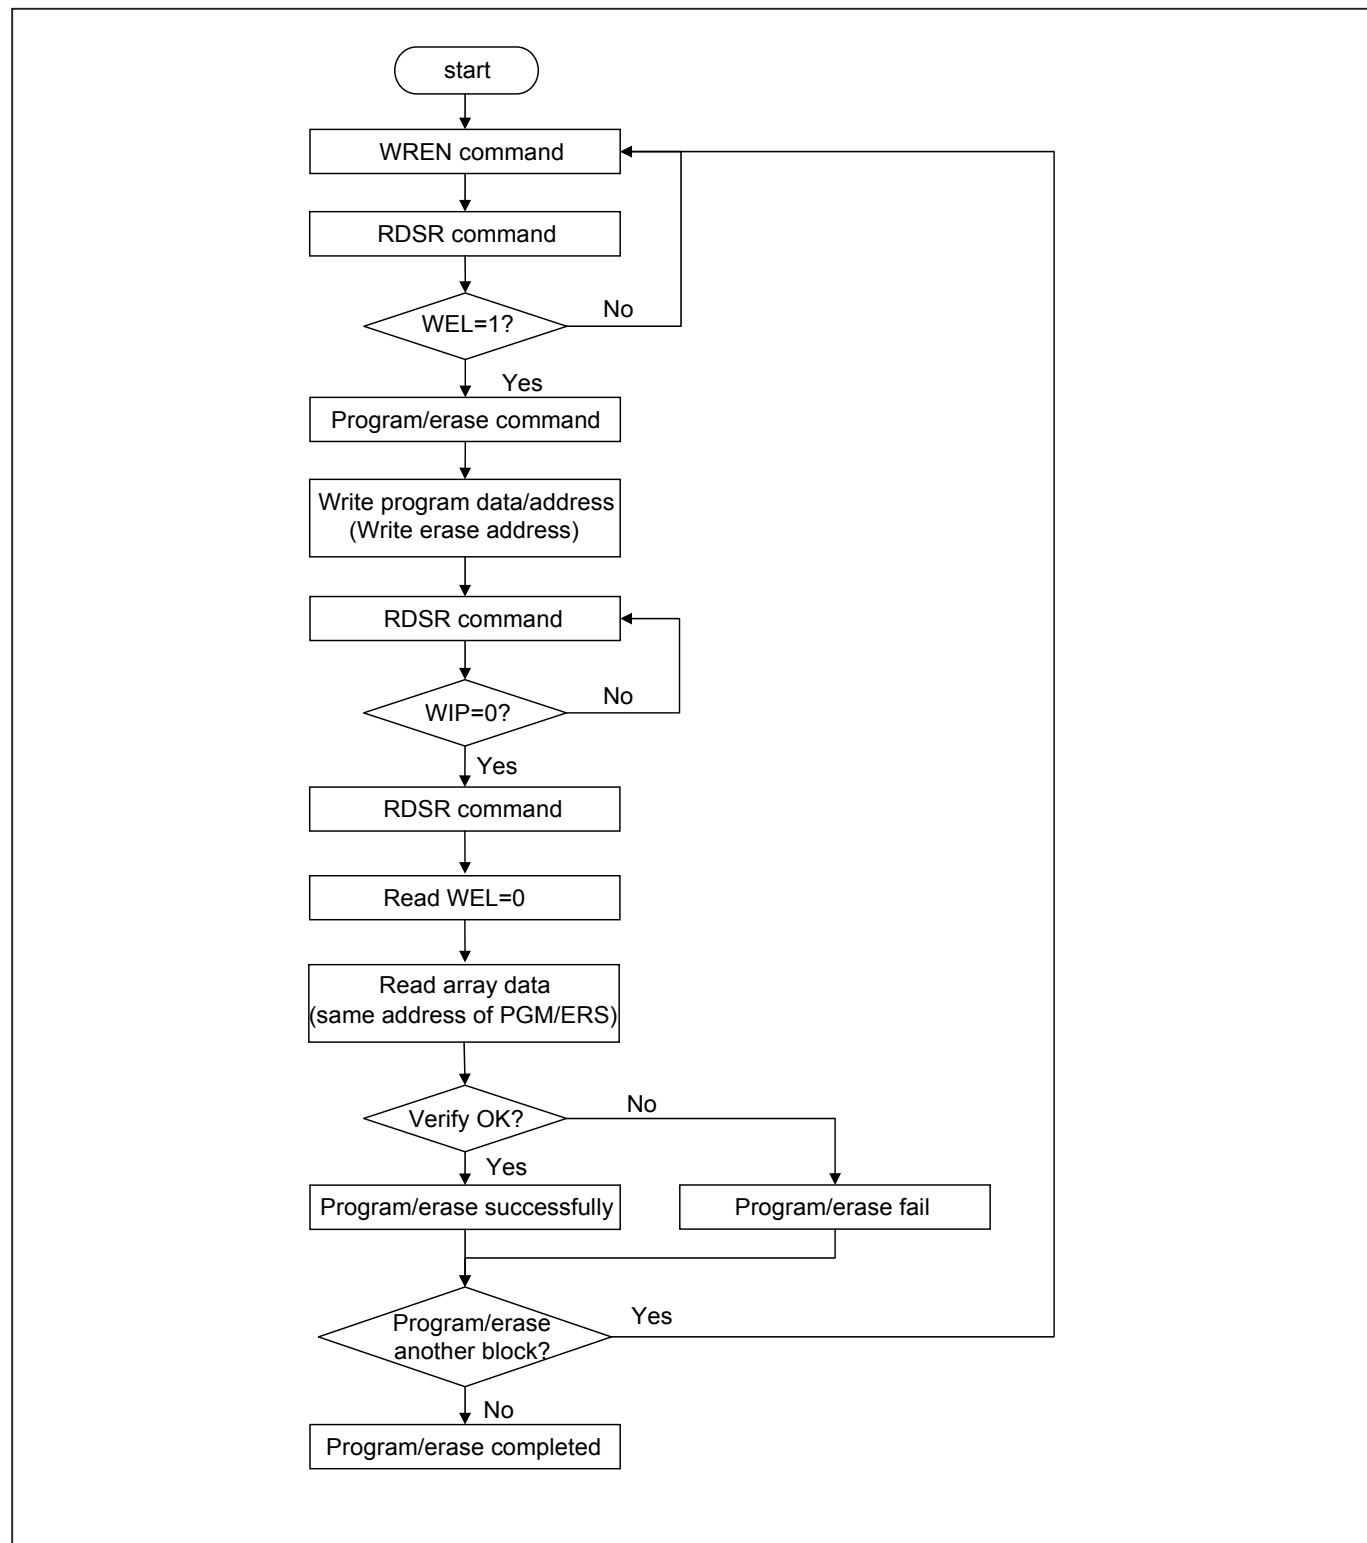 start
WREN command
RDSR command
WEL=1?
No
Yes
Program/erase command
Write program data/address
(Write erase address)
RDSR command
WIP=0?
No
Yes
RDSR command
Read WEL=0
Read array data
(same address of PGM/ERS)
Verify OK?
No
Yes
Program/erase successfully
Program/erase fail
Program/erase
another block?
Yes
No
Program/erase completed